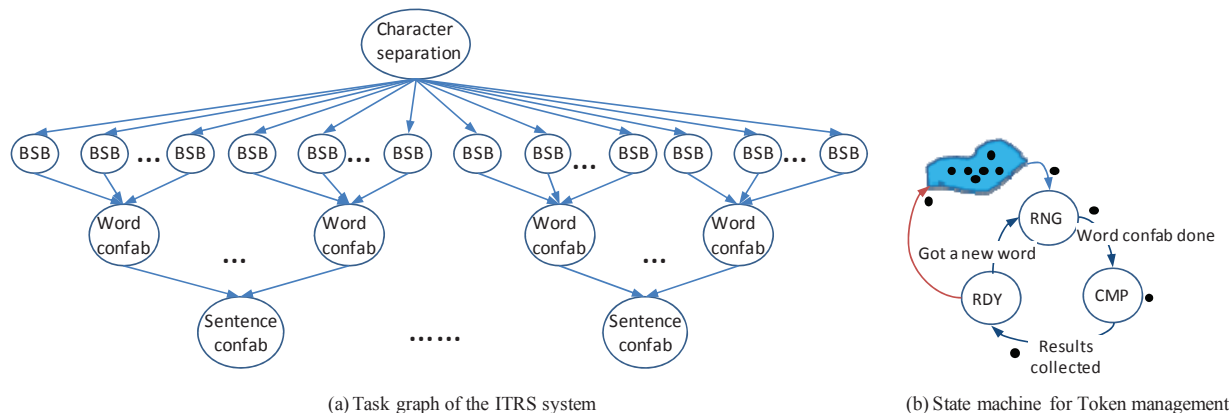 Character
separation
BSB
BSB
...
BSB
BSB
BSB
...
BSB
BSB
BSB
...
BSB
BSB
BSB
...
BSB
Word
confab
...
Word
confab
Word
confab
...
Word
confab
Sentence
confab
......
Sentence
confab
(a) Task graph of the ITRS system
RNG
Word confab done
Got a new word
RDY
CMP
Results
collected
(b) State machine for Token management